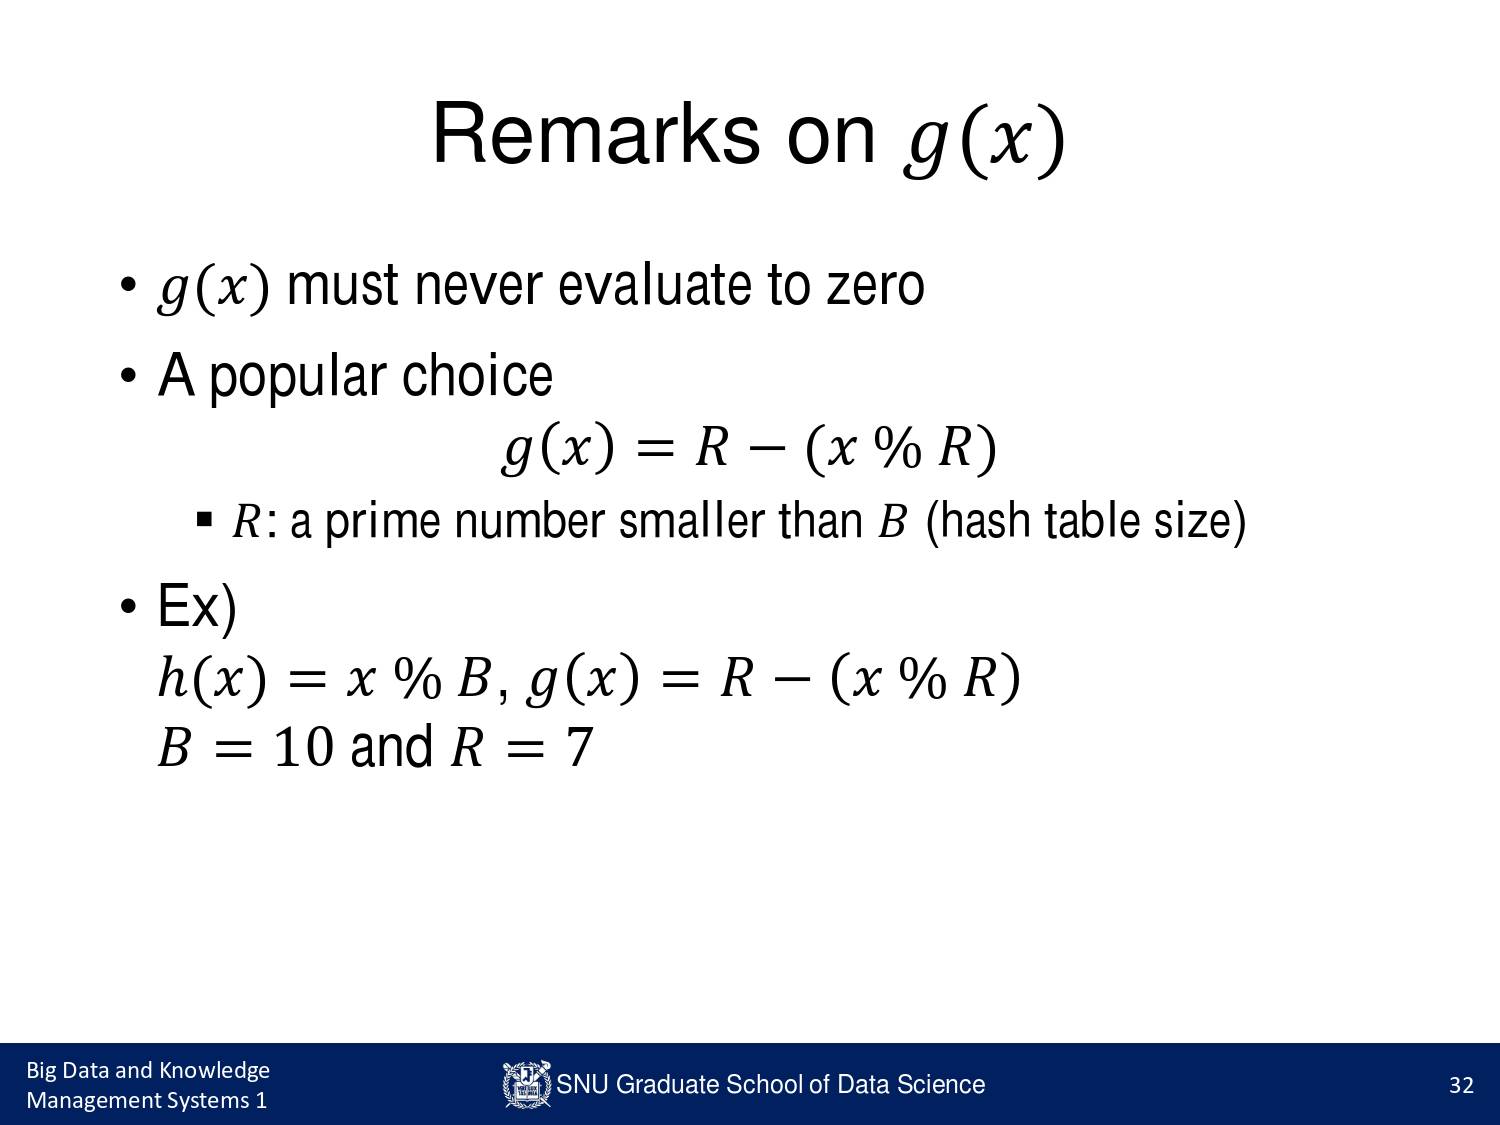 Remarks on 𝑔(𝑥)
• 𝑔(𝑥) must never evaluate to zero
• A popular choice
𝑔(𝑥) = 𝑅 − (𝑥 % 𝑅)
▪ 𝑅: a prime number smaller than 𝐵 (hash table size)
• Ex)
ℎ(𝑥) = 𝑥 % 𝐵, 𝑔(𝑥) = 𝑅 − (𝑥 % 𝑅)
𝐵 = 10 and 𝑅 = 7
Big Data and Knowledge
Management Systems 1
SNU Graduate School of Data Science
32